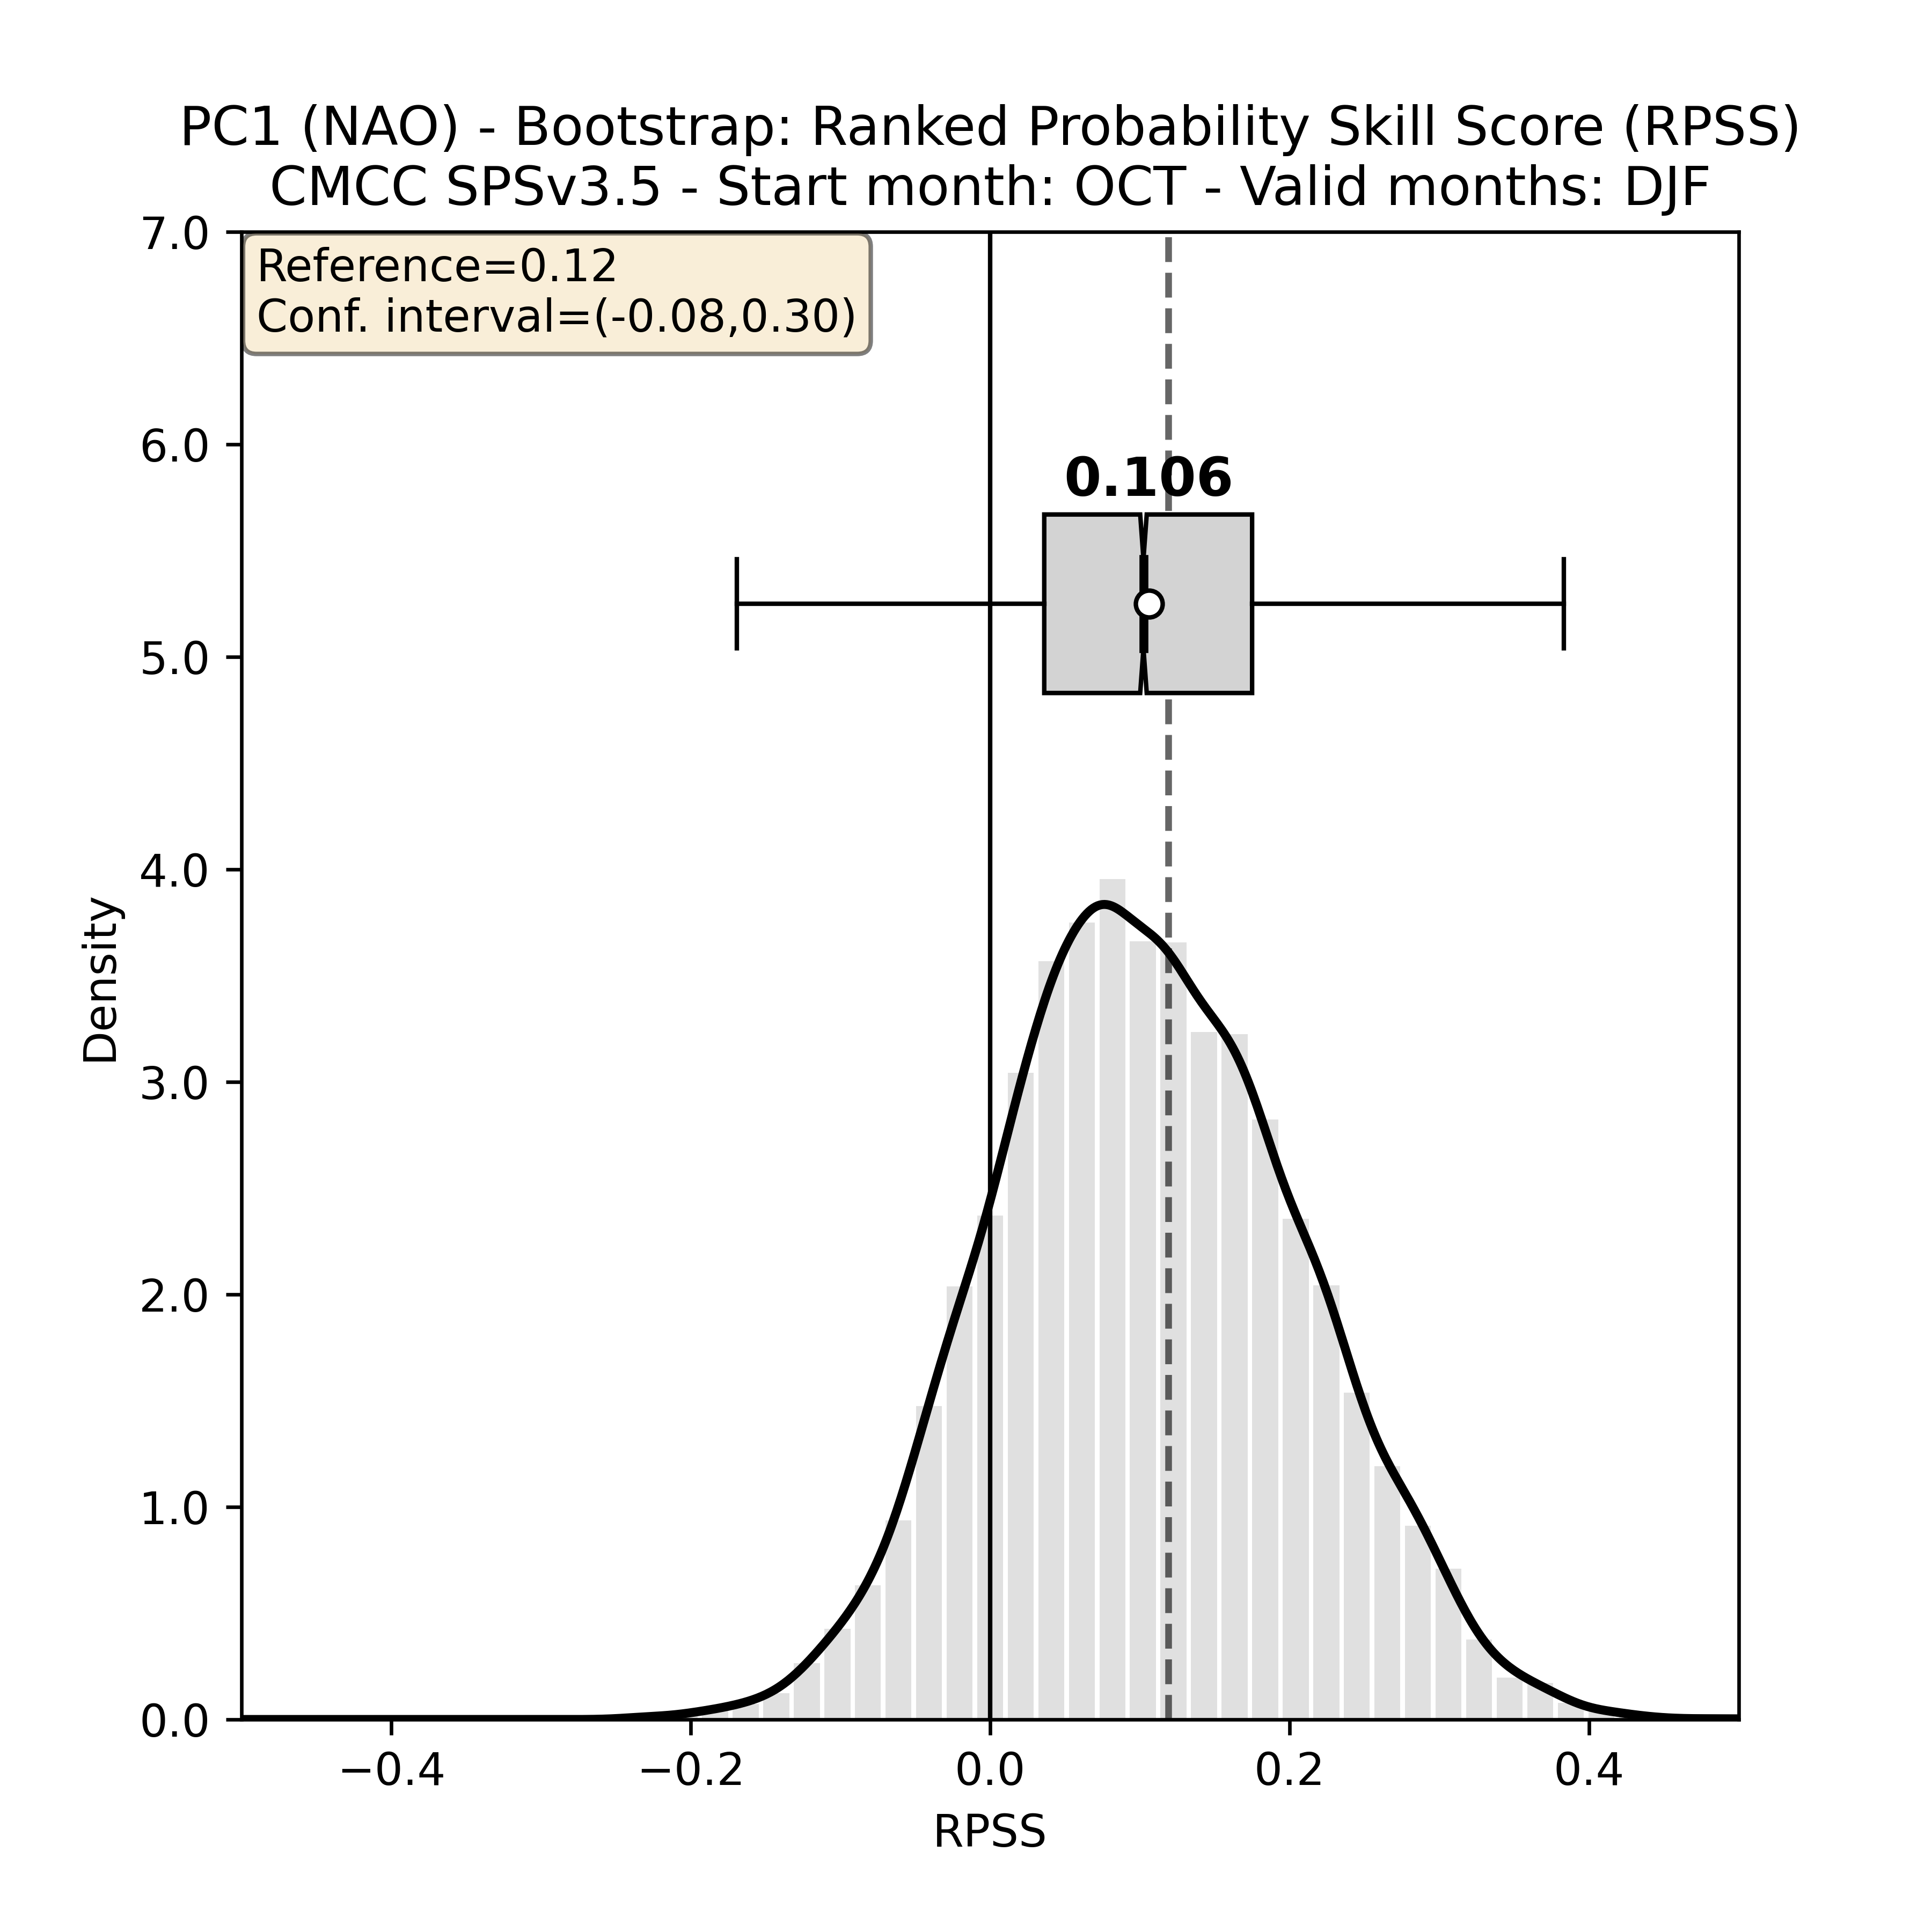 PC1 (NAO) - Bootstrap: Ranked Probability Skill Score (RPSS)
CMCC SPSv3.5 - Start month: OCT - Valid months: DJF
7.0
Reference=0.12
Conf. interval=(-0.08,0.30)
6.0
0.106
5.0
4.0
Density
3.0
2.0
1.0
0.0
−0.4 −0.2 0.0 0.2 0.4
RPSS